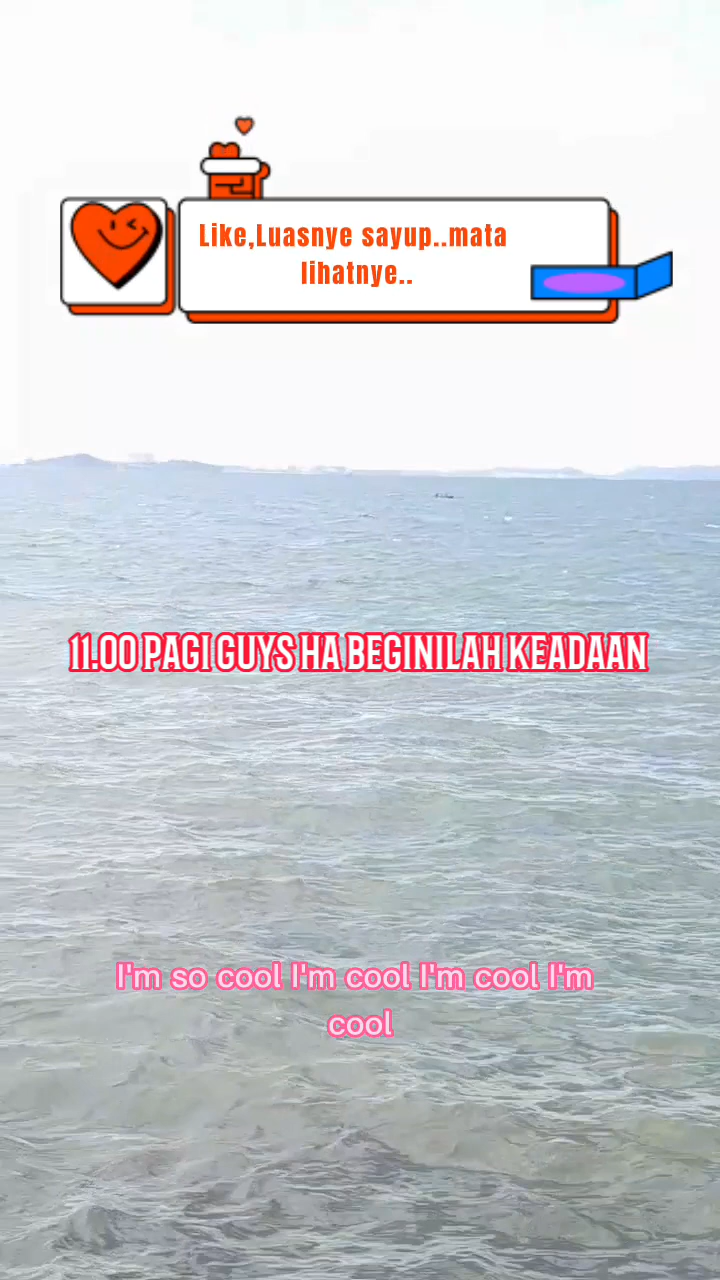 Like,Luasnye sayup..mata
lihatnye..
11.00 PAGI GUYS HA BEGINILAH KEADAAN
I'm so cool I'm cool I'm cool I'm
cool